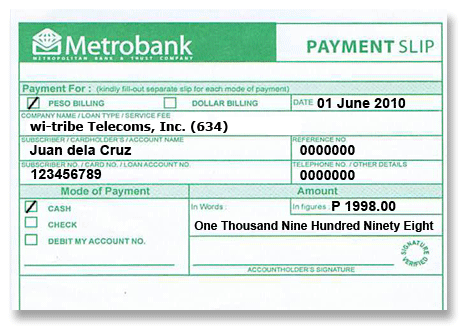 Metrobank
METROPOLITAN BANK & TRUST COMPANY
PAYMENT SLIP
Payment For : (kindly fill-out separate slip for each mode of payment)
PESO BILLING DOLLAR BILLING DATE 01 June 2010
COMPANY NAME / LOAN TYPE / SERVICE FEE
wi-tribe Telecoms, Inc. (634)
SUBSCRIBER / CARDHOLDER'S / ACCOUNT NAME REFERENCE NO
Juan dela Cruz 0000000
SUBSCRIBER NO. / CARD NO. / LOAN ACCOUNT NO. TELEPHONE NO. / OTHER DETAILS
123456789 0000000
Mode of Payment Amount
CASH In Words : In figures : P 1998.00
CHECK One Thousand Nine Hundred Ninety Eight
DEBIT MY ACCOUNT NO.
SIGNATURE VERIFIED
ACCOUNTHOLDER'S SIGNATURE